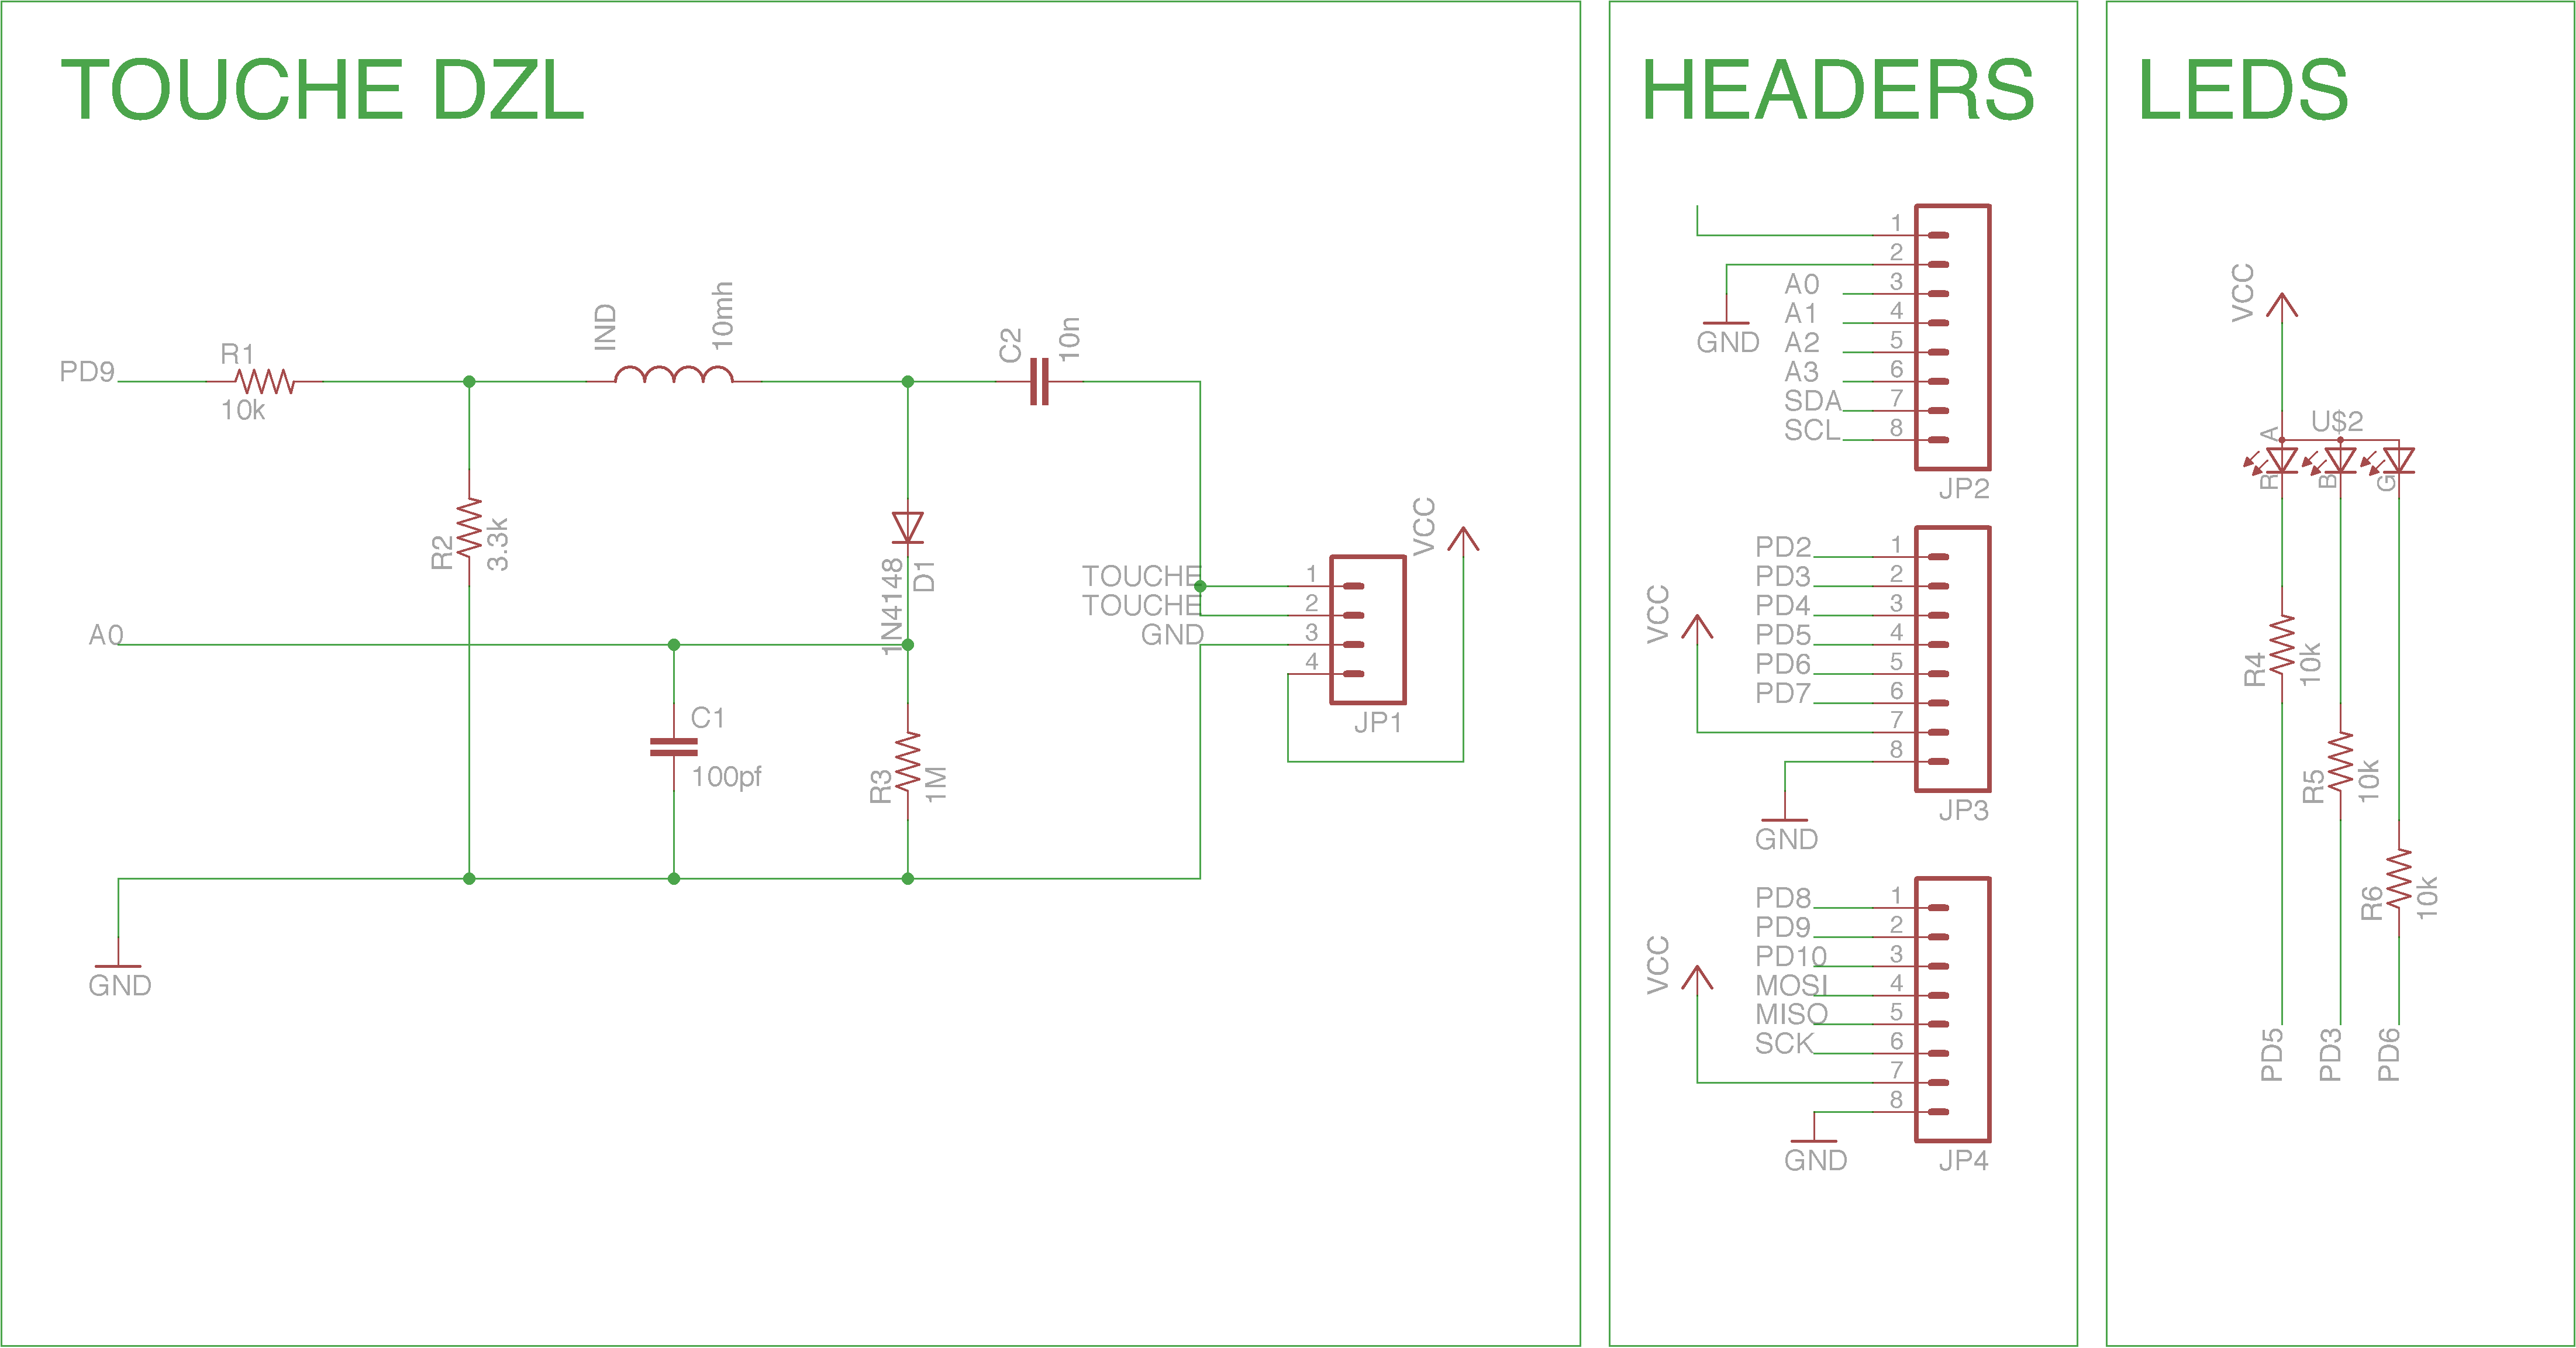 TOUCHE DZL
PD9
R1
10k
IND
10mh
C2
10n
R2
3.3k
1N4148
D1
A0
C1
100pf
R3
1M
GND
TOUCHE
TOUCHE
GND
1
2
3
4
JP1
VCC
HEADERS
1
2
A0 3
A1 4
A2 5
A3 6
SDA 7
SCL 8
GND
JP2
VCC
PD2 1
PD3 2
PD4 3
PD5 4
PD6 5
PD7 6
7
8
GND
JP3
VCC
PD8 1
PD9 2
PD10 3
MOSI 4
MISO 5
SCK 6
7
8
GND
JP4
LEDS
VCC
A
U$2
R
B
G
R4
10k
R5
10k
R6
10k
PD5
PD3
PD6